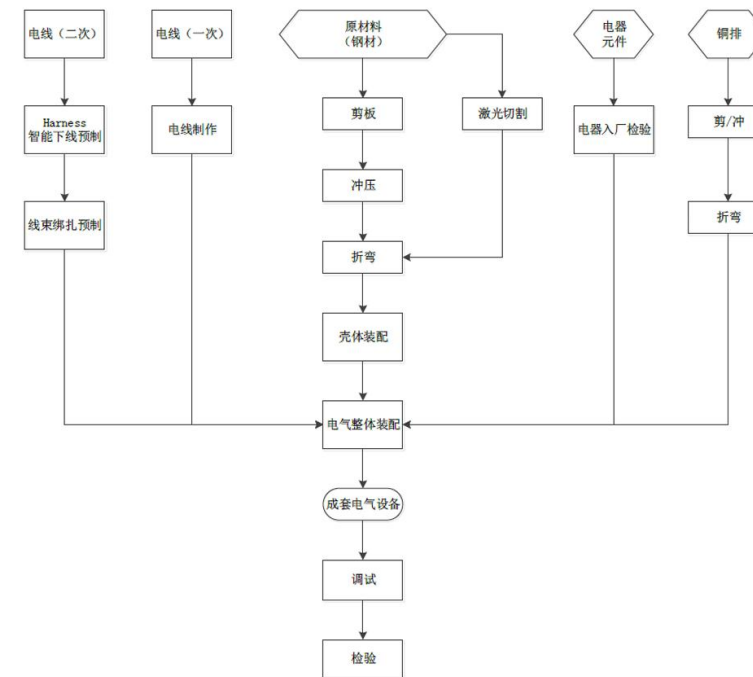 电线（二次）
电线（一次）
原材料
（钢材）
电器
元件
铜排
Harness
智能下线预制
电线制作
剪板
激光切割
电器入厂检验
剪/冲
冲压
线束绑扎预制
折弯
折弯
壳体装配
电气整体装配
成套电气设备
调试
检验